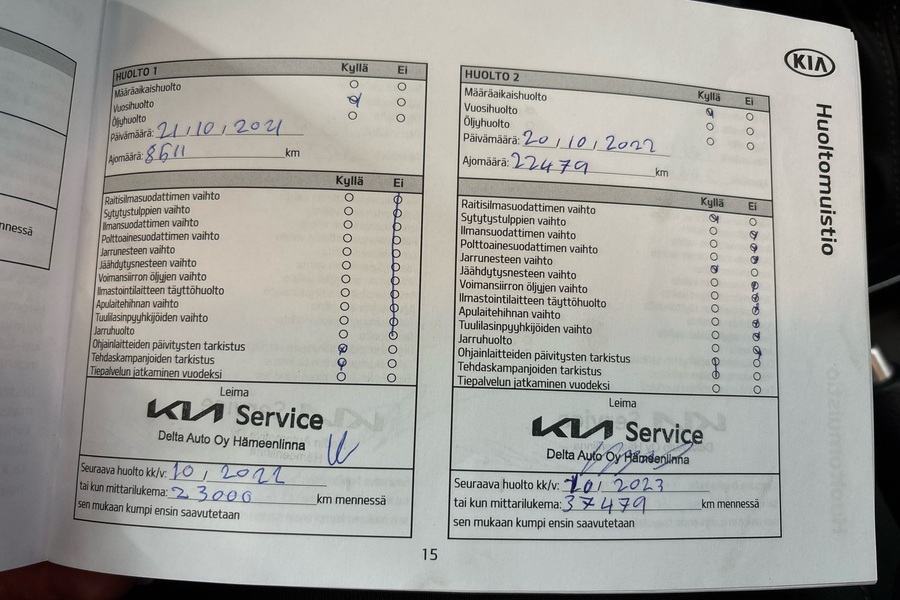 nnessä
KIA
Huoltomuistio
HUOLTO 1 Kyllä Ei
Määräaikaishuolto
Vuosihuolto
Öljyhuolto
Päivämäärä: 21, 10, 2021
Ajomäärä: 8611 km
Kyllä Ei
Raitisilmasuodattimen vaihto
Sytytystulppien vaihto
Ilmansuodattimen vaihto
Polttoainesuodattimen vaihto
Jarrunesteen vaihto
Jäähdytysnesteen vaihto
Voimansiirron öljyjen vaihto
Ilmastointilaitteen täyttöhuolto
Apulaitehihnan vaihto
Tuulilasinpyyhkijöiden vaihto
Jarruhuolto
Ohjainlaitteiden päivitysten tarkistus
Tehdaskampanjoiden tarkistus
Tiepalvelun jatkaminen vuodeksi
Leima
KIA Service
Delta Auto Oy Hämeenlinna
Seuraava huolto kk/v: 10, 2022
tai kun mittarilukema: 23000 km mennessä
sen mukaan kumpi ensin saavutetaan
HUOLTO 2 Kyllä Ei
Määräaikaishuolto
Vuosihuolto
Öljyhuolto
Päivämäärä: 20, 10, 2022
Ajomäärä: 22479 km
Kyllä Ei
Raitisilmasuodattimen vaihto
Sytytystulppien vaihto
Ilmansuodattimen vaihto
Polttoainesuodattimen vaihto
Jarrunesteen vaihto
Jäähdytysnesteen vaihto
Voimansiirron öljyjen vaihto
Ilmastointilaitteen täyttöhuolto
Apulaitehihnan vaihto
Tuulilasinpyyhkijöiden vaihto
Jarruhuolto
Ohjainlaitteiden päivitysten tarkistus
Tehdaskampanjoiden tarkistus
Tiepalvelun jatkaminen vuodeksi
Leima
KIA Service
Delta Auto Oy Hämeenlinna
Seuraava huolto kk/v: 10, 2023
tai kun mittarilukema: 37479 km mennessä
sen mukaan kumpi ensin saavutetaan
15